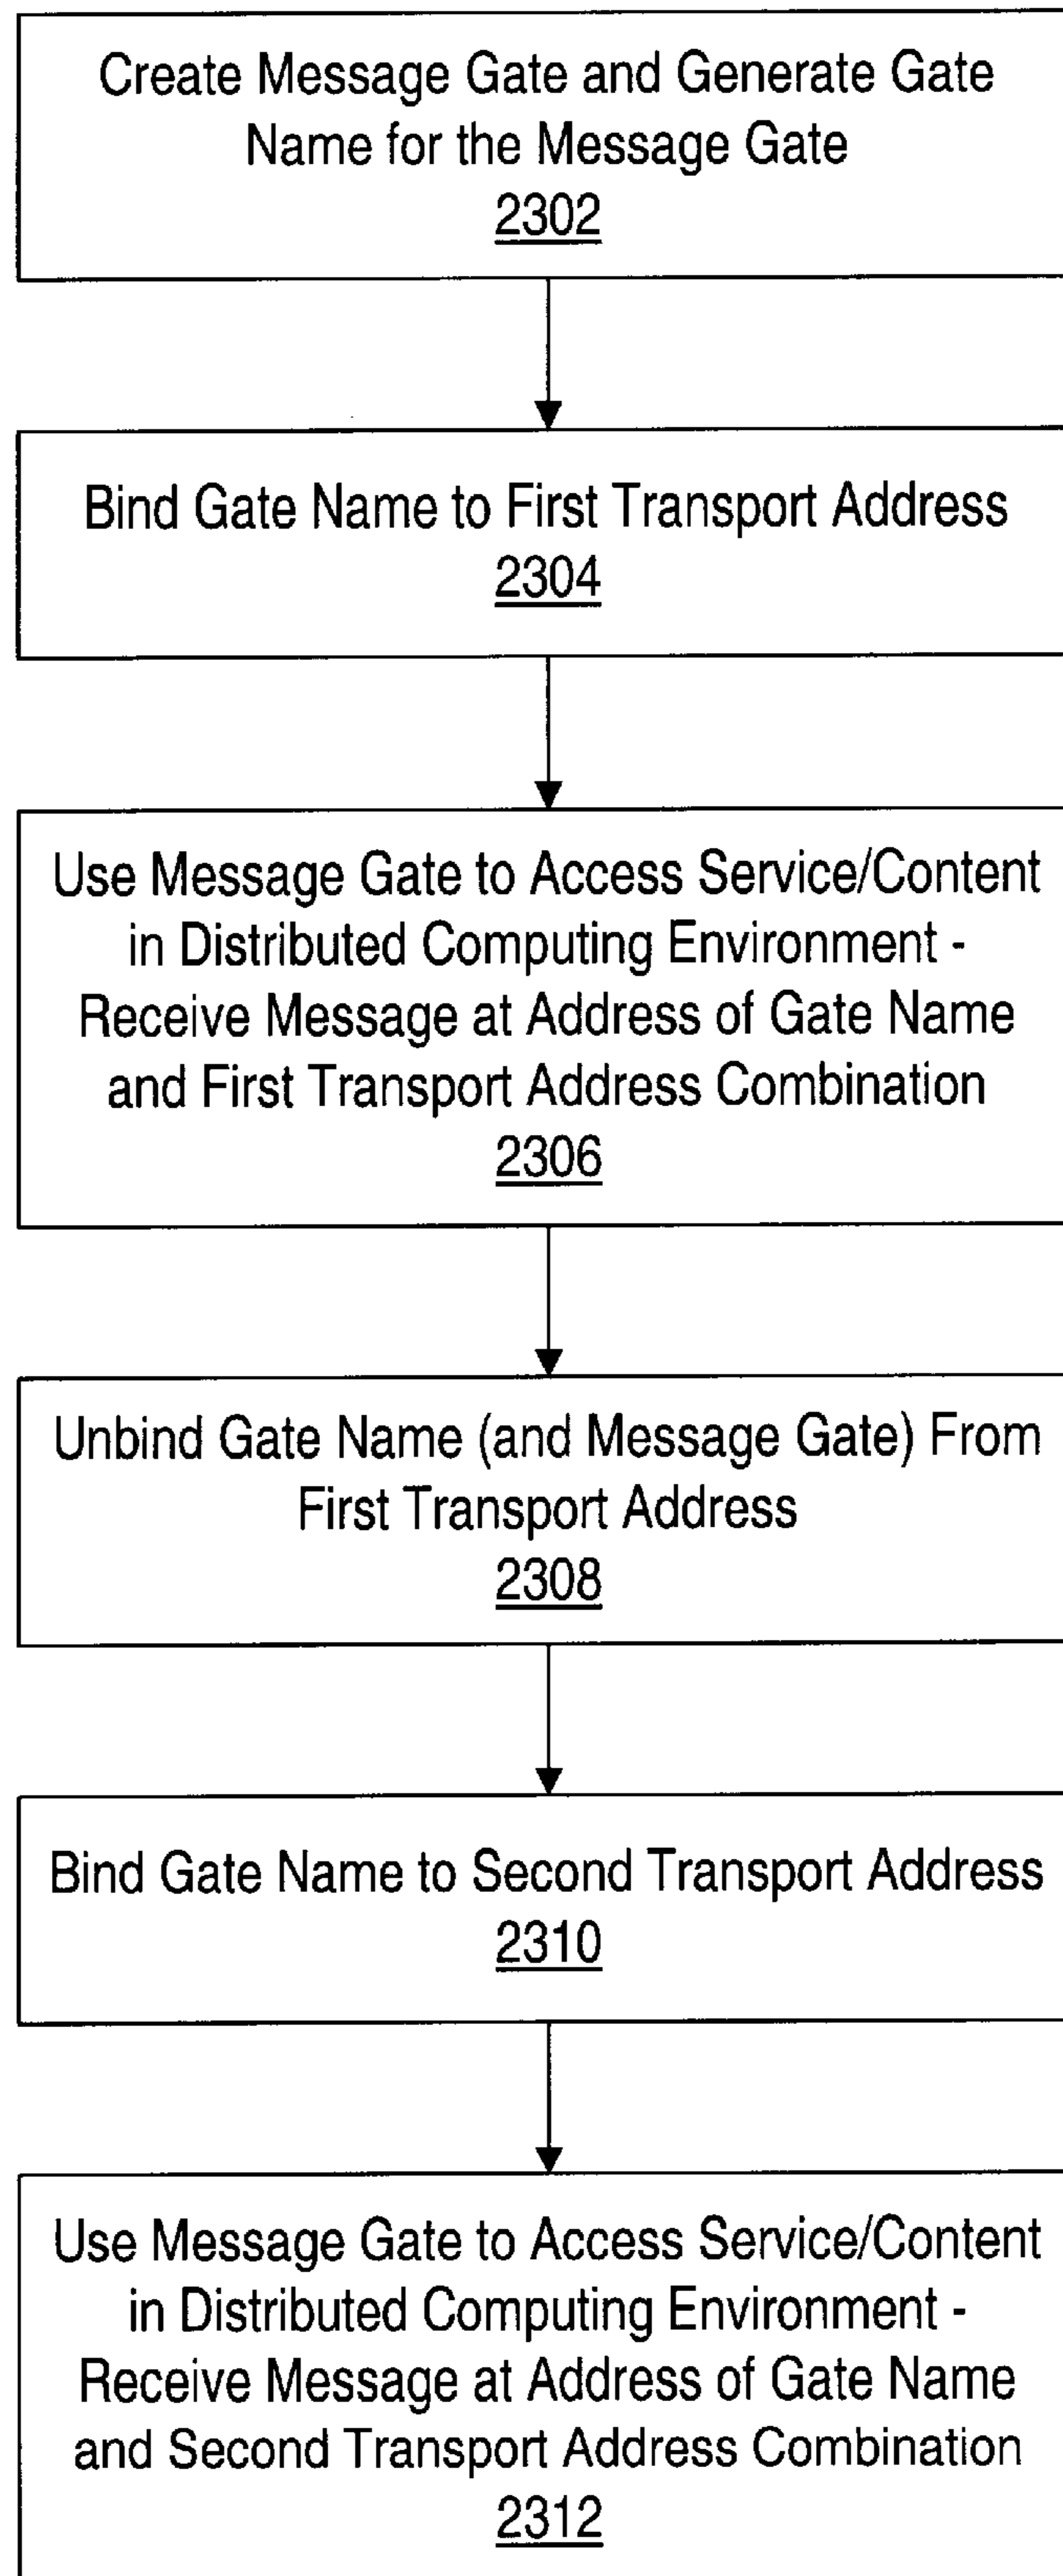 Create Message Gate and Generate Gate
Name for the Message Gate
2302
Bind Gate Name to First Transport Address
2304
Use Message Gate to Access Service/Content
in Distributed Computing Environment -
Receive Message at Address of Gate Name
and First Transport Address Combination
2306
Unbind Gate Name (and Message Gate) From
First Transport Address
2308
Bind Gate Name to Second Transport Address
2310
Use Message Gate to Access Service/Content
in Distributed Computing Environment -
Receive Message at Address of Gate Name
and Second Transport Address Combination
2312